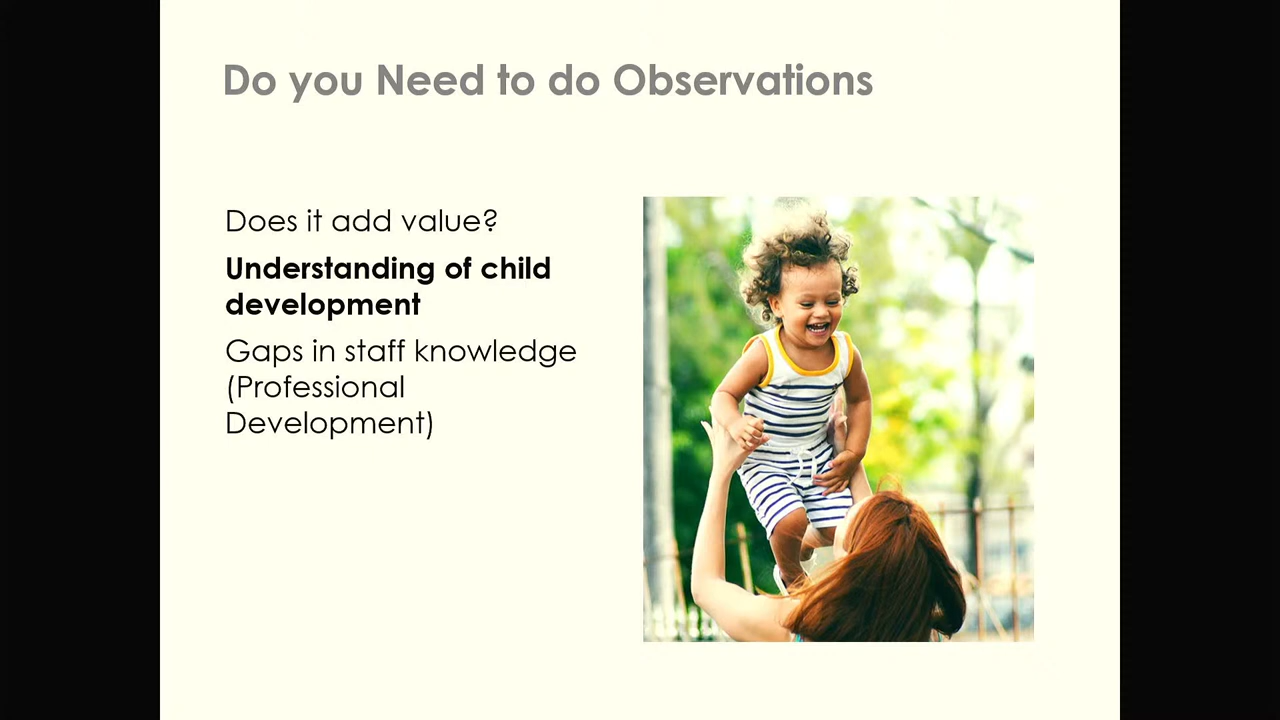 Do you Need to do Observations
Does it add value?
Understanding of child
development
Gaps in staff knowledge
(Professional
Development)